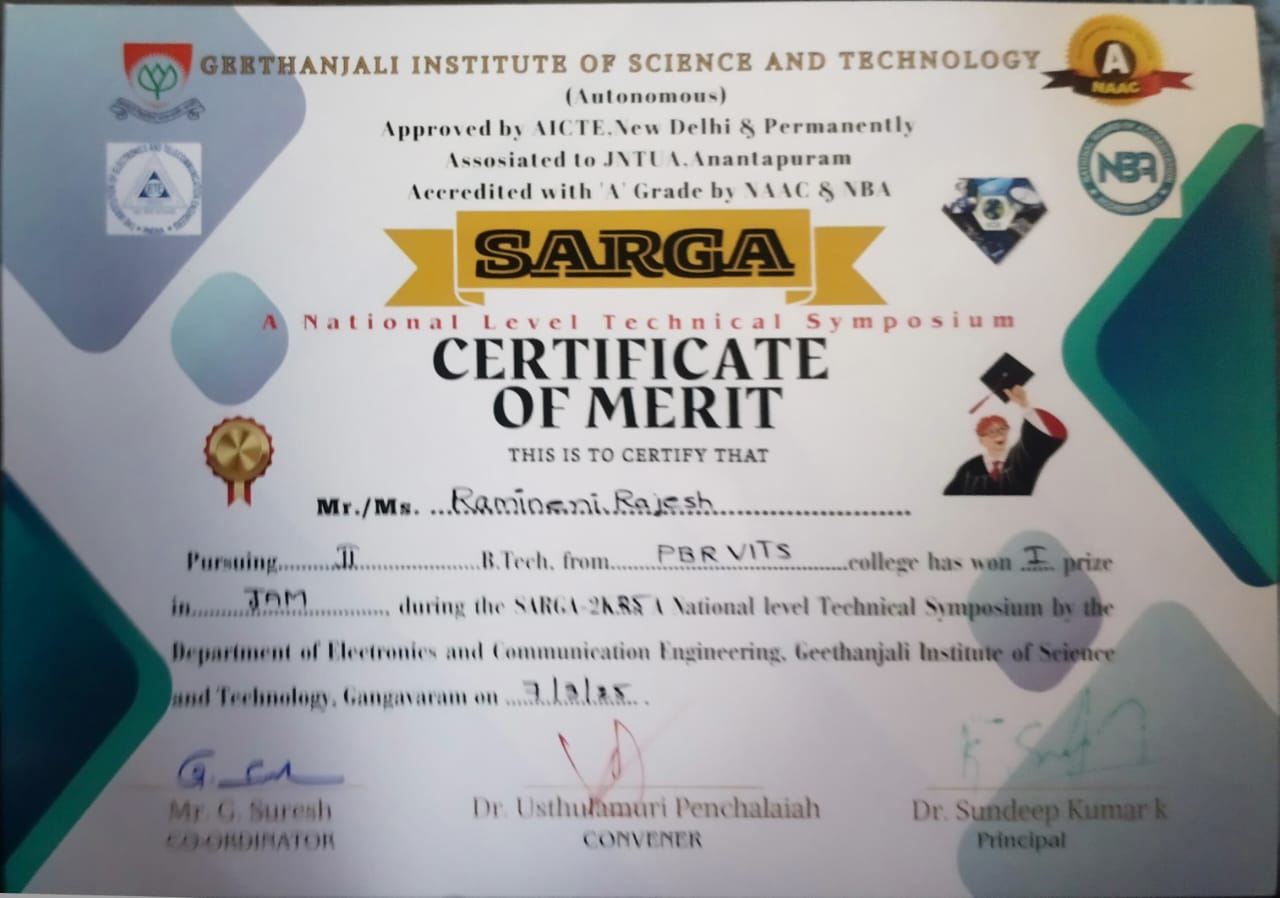 GEETHANJALI INSTITUTE OF SCIENCE AND TECHNOLOGY
(Autonomous)
Approved by AICTE.New Delhi & Permanently
Assosiated to JNTUA.Anantapuram
Accredited with 'A' Grade by NAAC & NBA
A
NAAC
NBA
ETE
INDIA
SARGA
A National Level Technical Symposium
CERTIFICATE
OF MERIT
THIS IS TO CERTIFY THAT
Mr./Ms. ...Ramineni.Rajesh
Pursuing.....II.....B.Tech. from.....PBR VITS.....college has won I prize
in.....JAM....., during the SARGA-2K25 A National level Technical Symposium by the
Department of Electronics and Communication Engineering, Geethanjali Institute of Science
and Technology, Gangavaram on ...7/3/25... .
Mr. G. Suresh
CO-ORDINATOR
Dr. Usthulamuri Penchalaiah
CONVENER
Dr. Sundeep Kumar k
Principal